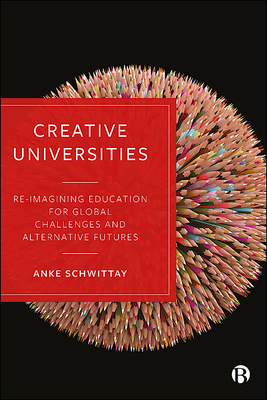 CREATIVE
UNIVERSITIES
RE-IMAGINING EDUCATION
FOR GLOBAL
CHALLENGES AND
ALTERNATIVE FUTURES
ANKE SCHWITTAY
B